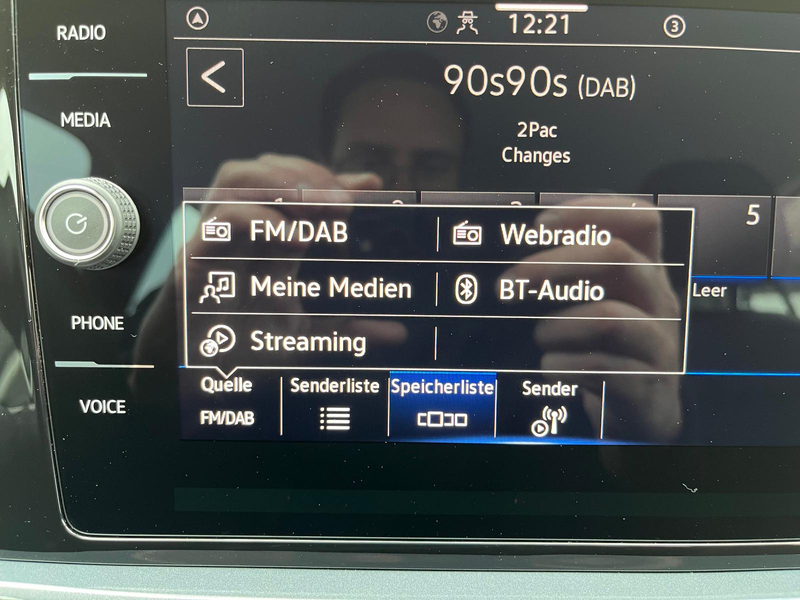 RADIO
MEDIA
PHONE
VOICE
12:21
3
90s90s (DAB)
2Pac
Changes
5
Leer
FM/DAB
Webradio
Meine Medien
BT-Audio
Streaming
Quelle
FM/DAB
Senderliste
Speicherliste
Sender